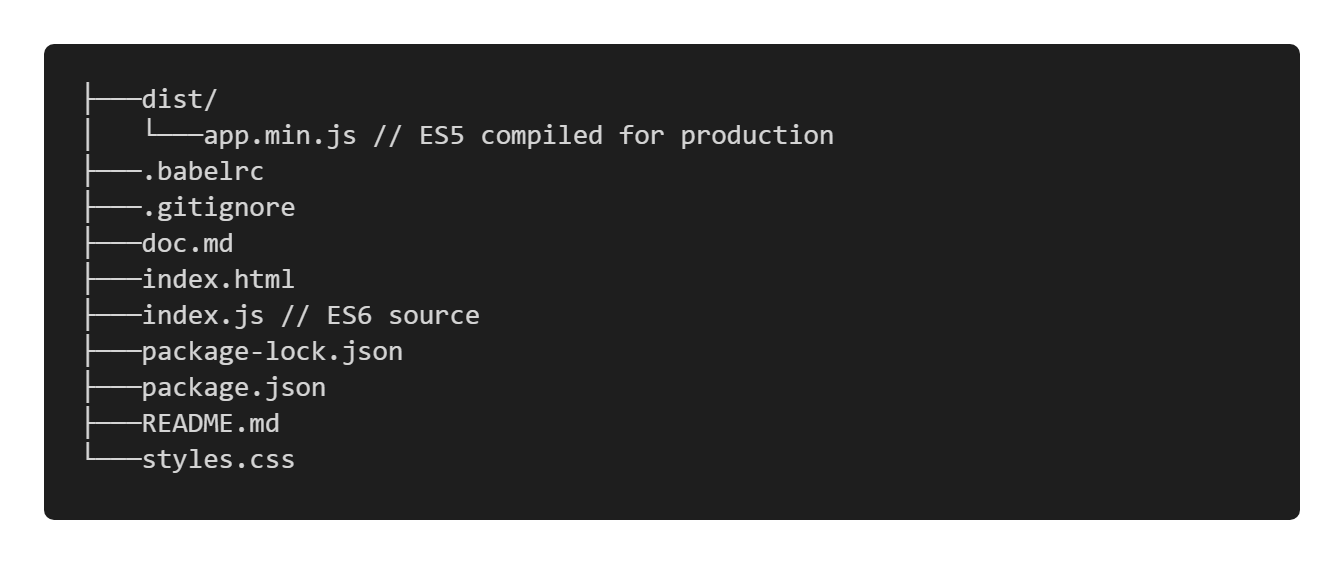 ├───dist/
│   └───app.min.js // ES5 compiled for production
├───.babelrc
├───.gitignore
├───doc.md
├───index.html
├───index.js // ES6 source
├───package-lock.json
├───package.json
├───README.md
└───styles.css